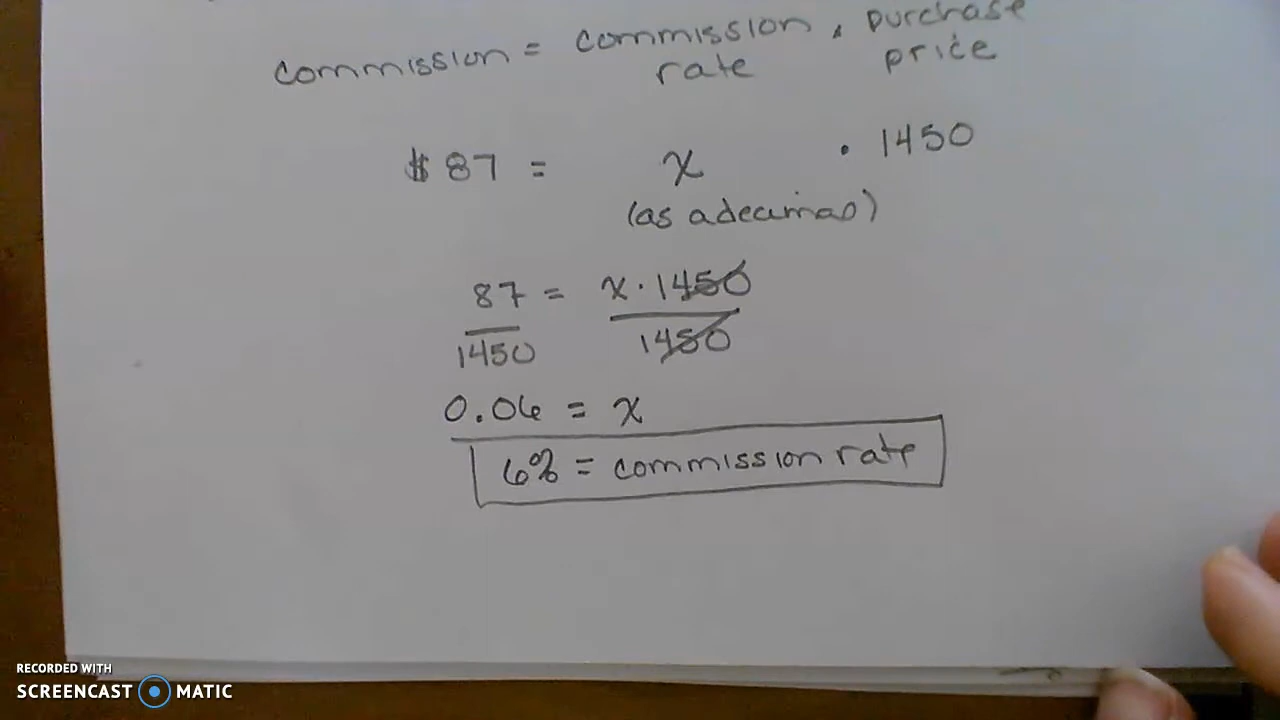 commission = commission . purchase
rate price
$ 87 = x . 1450
(as a decimal)
87 = x . 1450
1450 1450
0.06 = x
6% = commission rate
RECORDED WITH
SCREENCAST MATIC